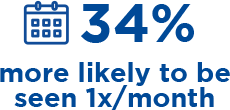 34%
more likely to be
seen 1x/month